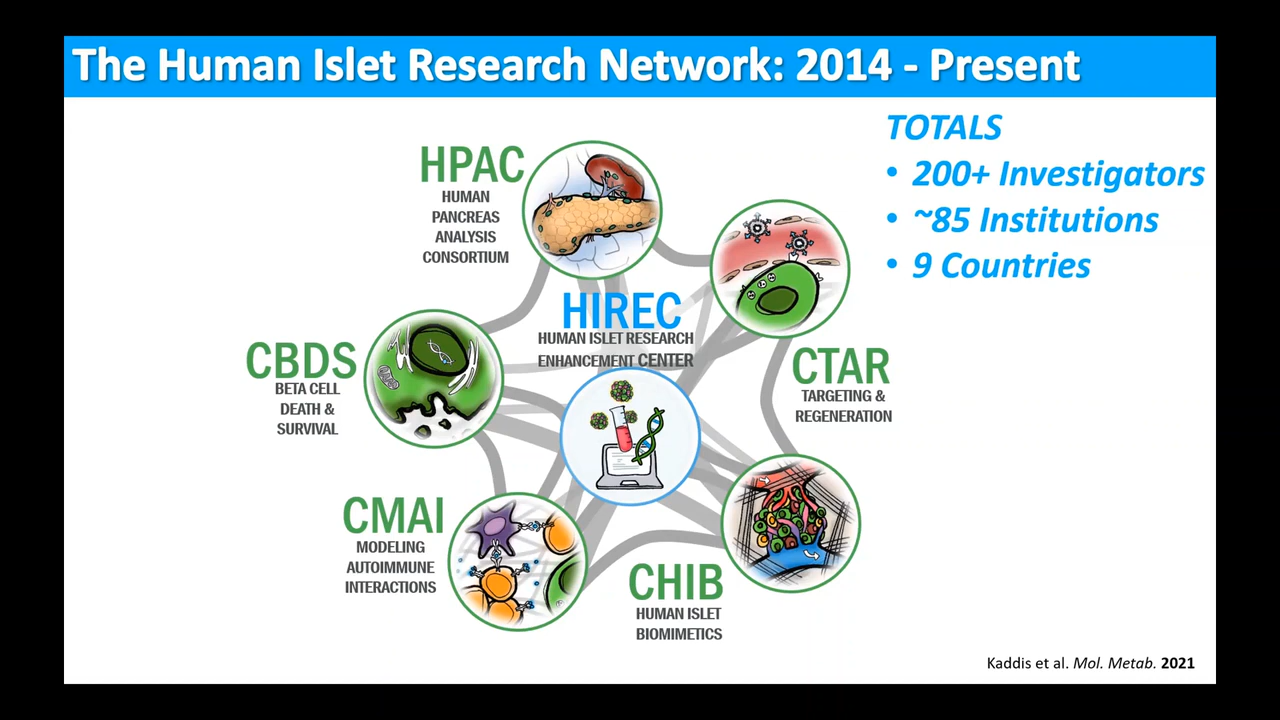 The Human Islet Research Network: 2014 - Present
TOTALS
• 200+ Investigators
• ~85 Institutions
• 9 Countries
HPAC
HUMAN
PANCREAS
ANALYSIS
CONSORTIUM
HIREC
HUMAN ISLET RESEARCH
ENHANCEMENT CENTER
CBDS
BETA CELL
DEATH &
SURVIVAL
CTAR
TARGETING &
REGENERATION
CMAI
MODELING
AUTOIMMUNE
INTERACTIONS
CHIB
HUMAN ISLET
BIOMIMETICS
Kaddis et al. Mol. Metab. 2021